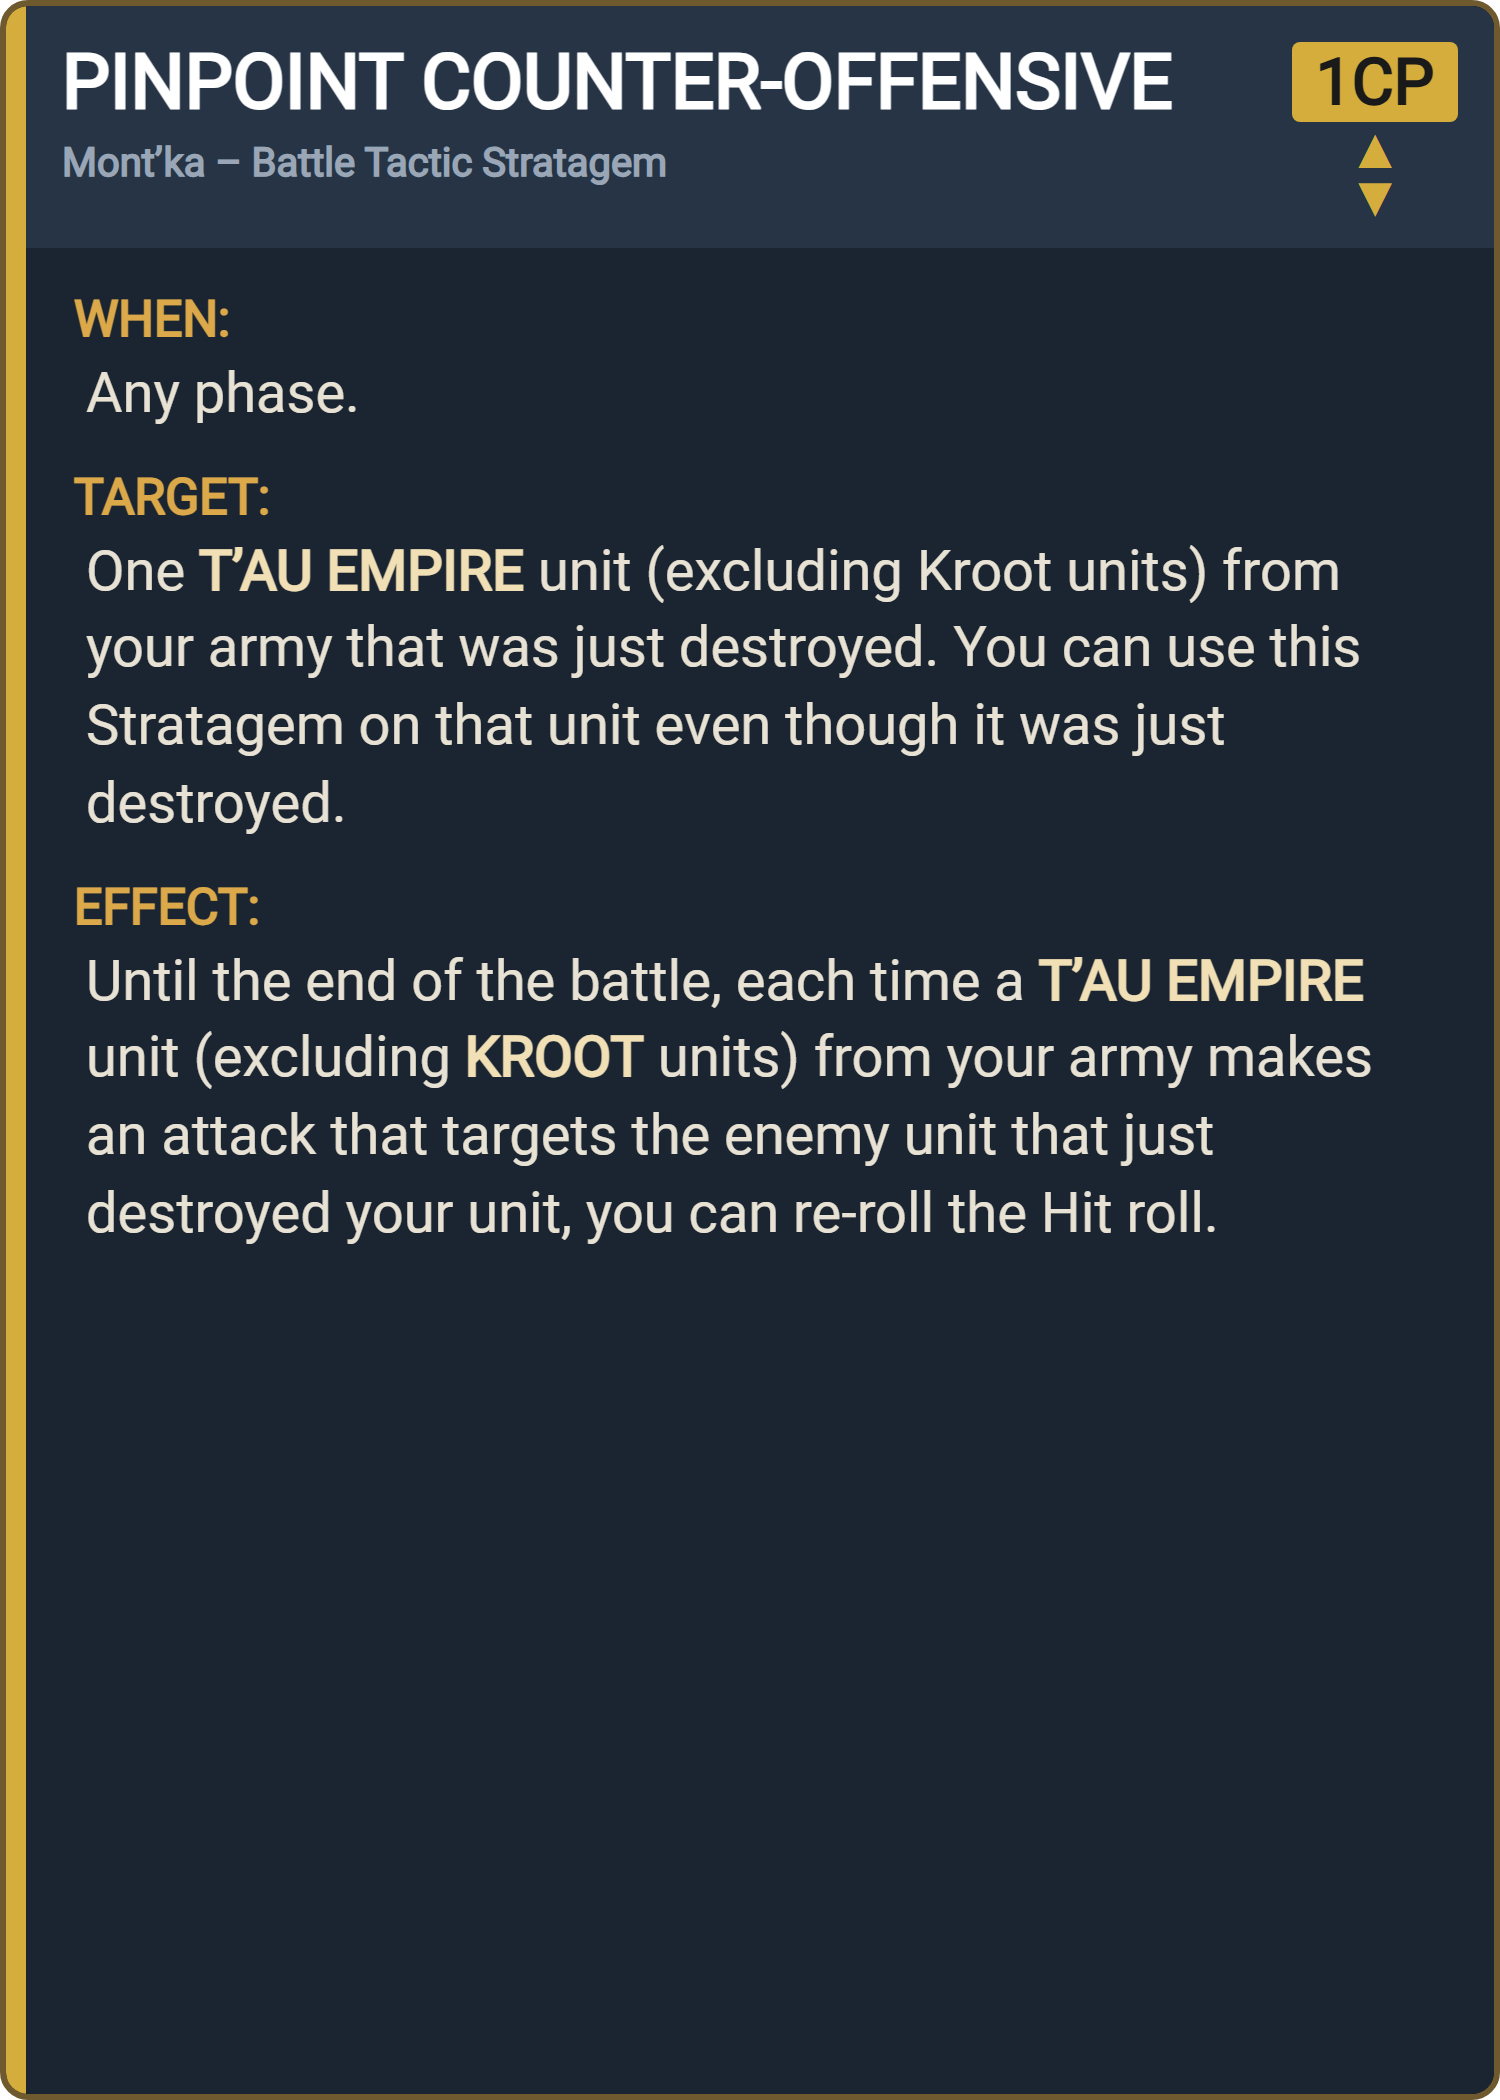 PINPOINT COUNTER-OFFENSIVE
1CP
Mont’ka – Battle Tactic Stratagem
▲
▼
WHEN:
Any phase.
TARGET:
One T’AU EMPIRE unit (excluding Kroot units) from
your army that was just destroyed. You can use this
Stratagem on that unit even though it was just
destroyed.
EFFECT:
Until the end of the battle, each time a T’AU EMPIRE
unit (excluding KROOT units) from your army makes
an attack that targets the enemy unit that just
destroyed your unit, you can re-roll the Hit roll.